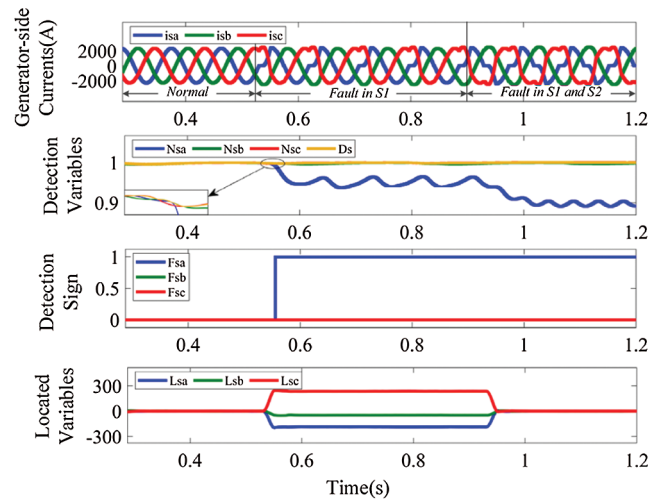 Generator-side
Currents(A)
isa isb isc
2000
0
-2000
Normal
Fault in S1
Fault in S1 and S2
0.4 0.6 0.8 1 1.2
Detection
Variables
Nsa Nsb Nsc Ds
1
0.9
0.4 0.6 0.8 1 1.2
Detection
Sign
Fsa
Fsb
Fsc
1
0.5
0
0.4 0.6 0.8 1 1.2
Located
Variables
Lsa Lsb Lsc
300
0
-300
0.4 0.6 0.8 1 1.2
Time(s)